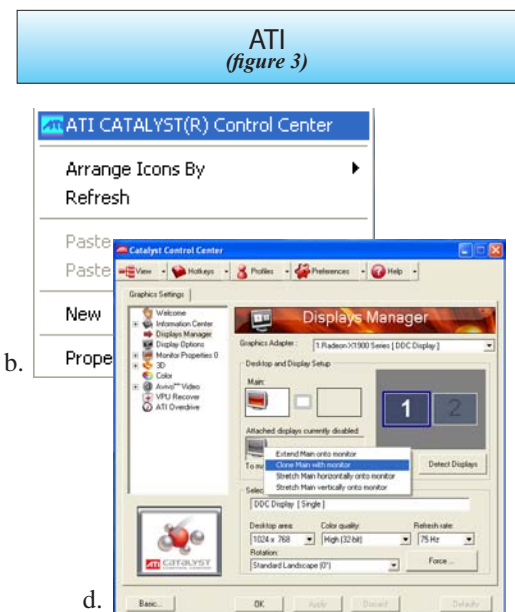 ATI
(figure 3)
ATI CATALYST(R) Control Center
Arrange Icons By
Refresh
Paste
Paste
New
Prope
b.
Catalyst Control Center
View
Hotkeys
Profiles
Preferences
Help
Graphics Settings
Welcome
Information Center
Displays Manager
Display Options
Monitor Properties 0
3D
Color
Avivo™ Video
VPU Recover
ATI Overdrive
ATI CATALYST
Displays Manager
Graphics Adapter :
1.Radeon X1900 Series [ DDC Display ]
Desktop and Display Setup
Main:
1
2
Attached displays currently disabled:
Extend Main onto monitor
Clone Main with monitor
Stretch Main horizontally onto monitor
Stretch Main vertically onto monitor
Detect Displays
Selec
DDC Display [ Single ]
Desktop area:
Color quality:
Refresh rate:
1024 x 768
High (32 bit)
75 Hz
Rotation:
Standard Landscape (0°)
Force ...
d.
Basic...
OK
Apply
Discard
Defaults